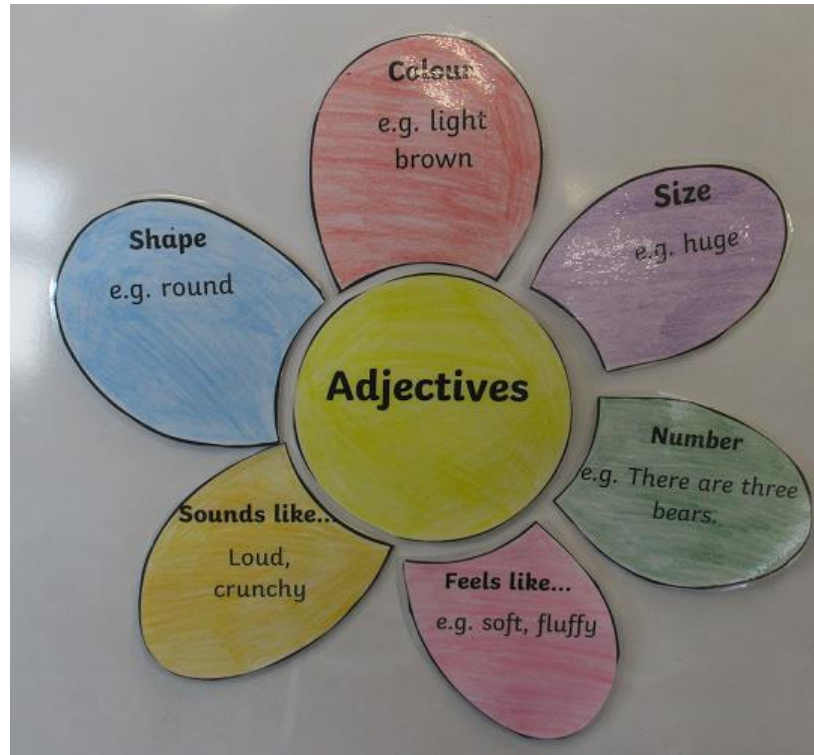 Colour
e.g. light
brown
Size
e.g. huge
Shape
e.g. round
Adjectives
Number
e.g. There are three
bears.
Sounds like...
Loud,
crunchy
Feels like...
e.g. soft, fluffy